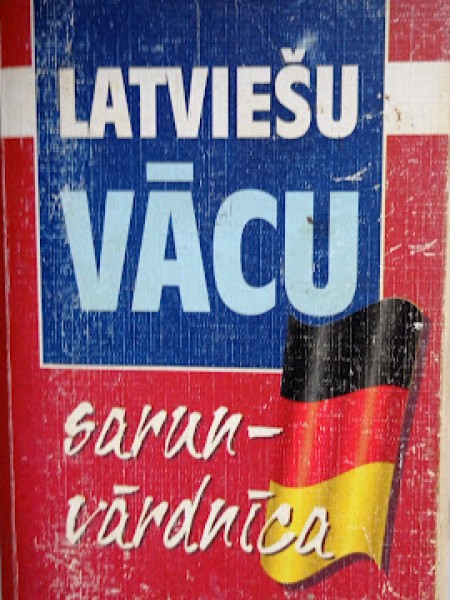 LATVIEŠU
VĀCU
sarun-
vārdnīca